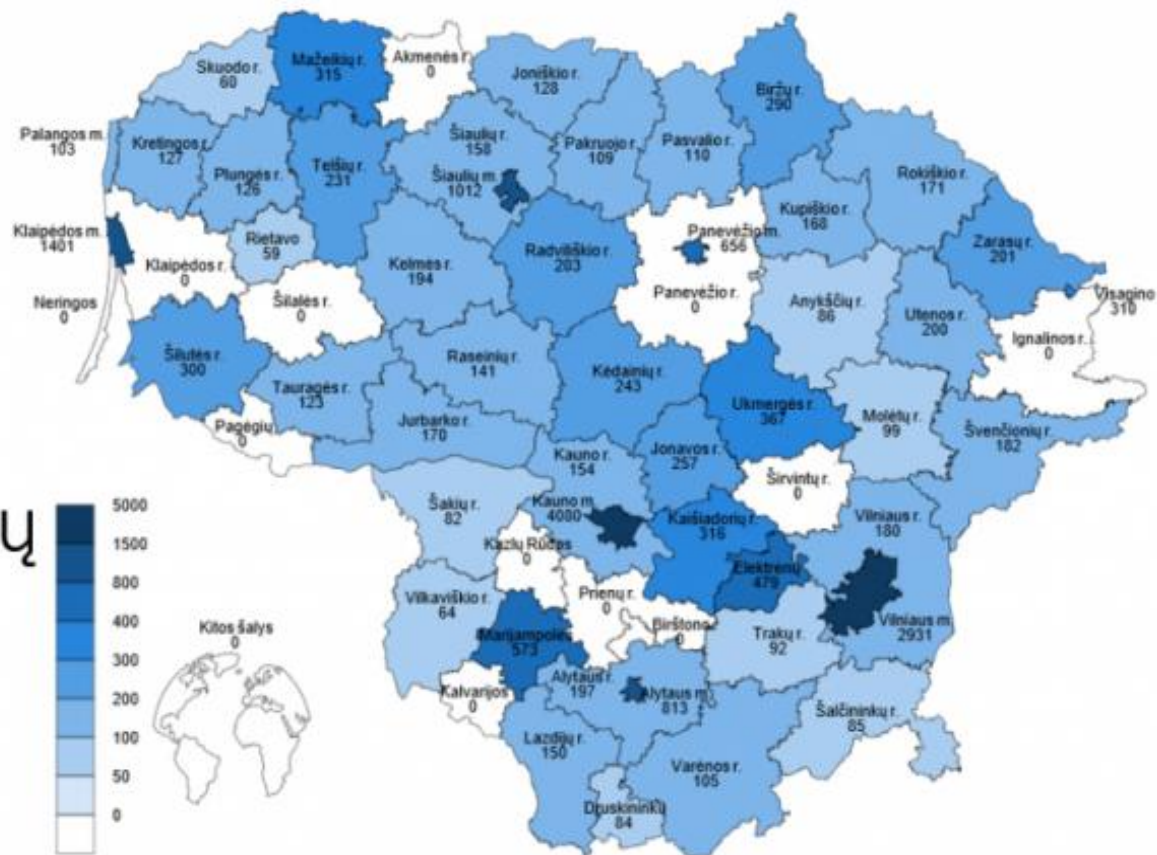 Skuodo r.
60
Mažeikių r.
315
Akmenės r.
0
Joniškio r.
128
Biržų r.
290
Palangos m.
103
Kretingos r.
127
Plungės r.
126
Telšių r.
231
Šiaulių r.
158
Šiaulių m.
1012
Pakruojo r.
109
Pasvalio r.
110
Rokiškio r.
171
Kupiškio r.
168
Zarasų r.
201
Klaipėdos m.
1401
Klaipėdos r.
0
Rietavo
59
Kelmės r.
194
Radviliškio r.
203
Panevėžio m.
656
Panevėžio r.
0
Anykščių r.
86
Utenos r.
200
Visagino
310
Ignalinos r.
0
Neringos
0
Šilalės r.
0
Šilutės r.
300
Tauragės r.
123
Raseinių r.
141
Kėdainių r.
243
Ukmergės r.
367
Molėtų r.
99
Švenčionių r.
182
Pagėgių
0
Jurbarko r.
170
Kauno r.
154
Jonavos r.
257
Širvintų r.
0
Šakių r.
82
Kauno m.
4080
Kaišiadorių r.
316
Vilniaus r.
180
Kazlų Rūdos
0
Elektrėnų
479
Vilkaviškio r.
64
Prienų r.
0
Birštono
0
Vilniaus m.
2931
Marijampolės
573
Trakų r.
92
Kalvarijos
0
Alytaus r.
197
Alytaus m.
813
Šalčininkų r.
85
Lazdijų r.
150
Varėnos r.
105
Druskininkų
84
Ų
5000
1500
800
400
300
200
100
50
0
Kitos šalys
0